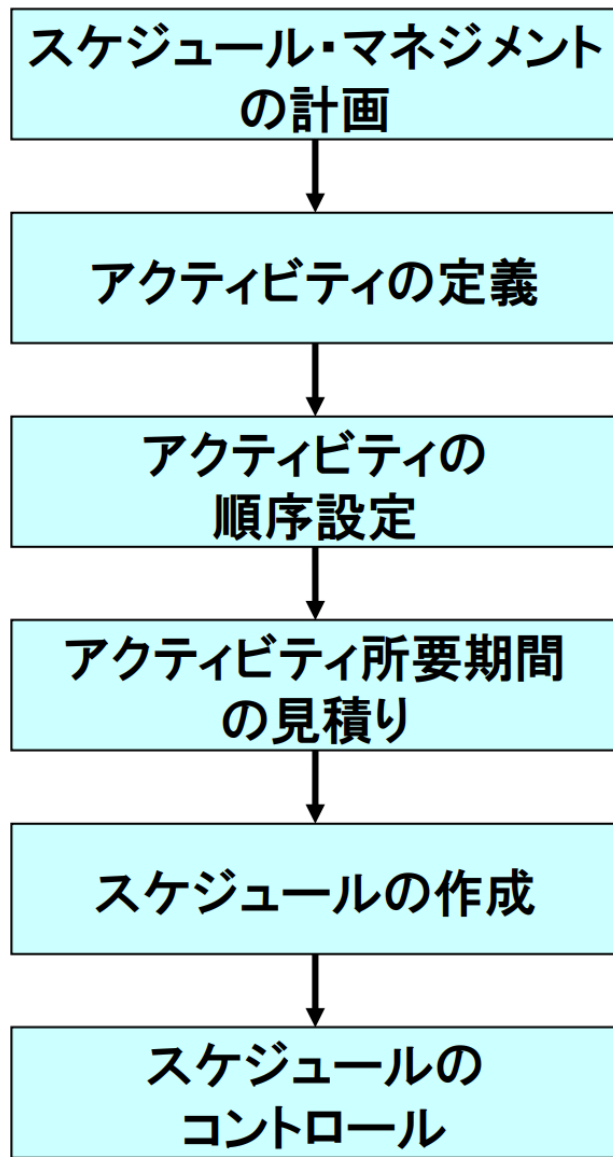 スケジュール・マネジメント
の計画
アクティビティの定義
アクティビティの
順序設定
アクティビティ所要期間
の見積り
スケジュールの作成
スケジュールの
コントロール